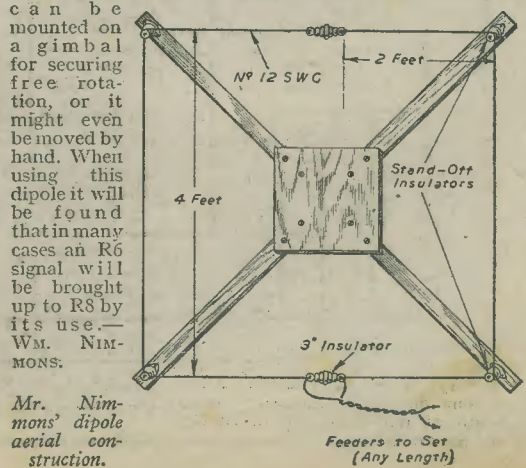 can be
mounted on
a gimbal
for securing
free rota-
tion, or it
might even
be moved by
hand. When
using this
dipole it will
be found
that in many
cases an R6
signal will
be brought
up to R8 by
its use.—
WM. NIM-
MONS.
Mr. Nim-
mons' dipole
aerial con-
struction.
Nº 12 SWG
2 Feet
Stand-Off
Insulators
4 Feet
3" Insulator
Feeders to Set
(Any Length)